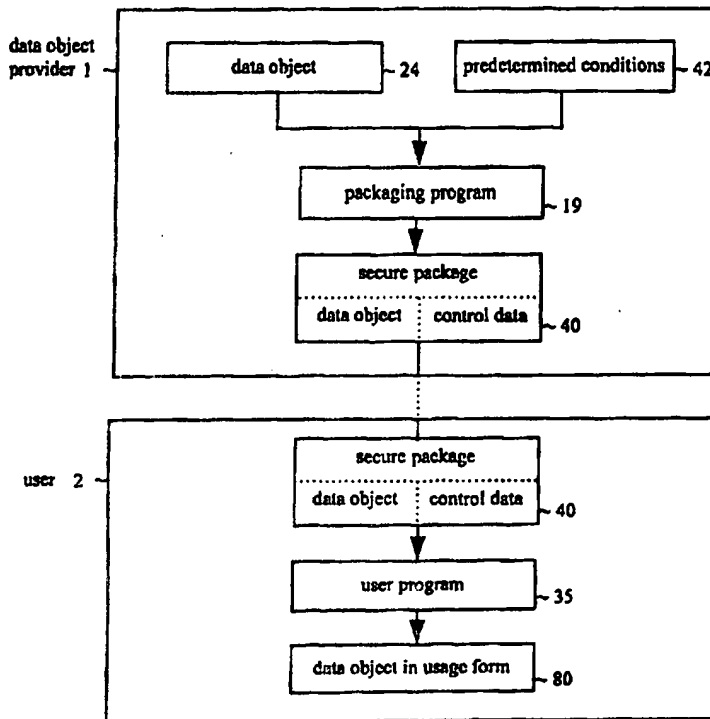 data object
provider 1
data object
24
predetermined conditions
42
packaging program
19
secure package
data object
control data
40
user 2
secure package
data object
control data
40
user program
35
data object in usage form
80